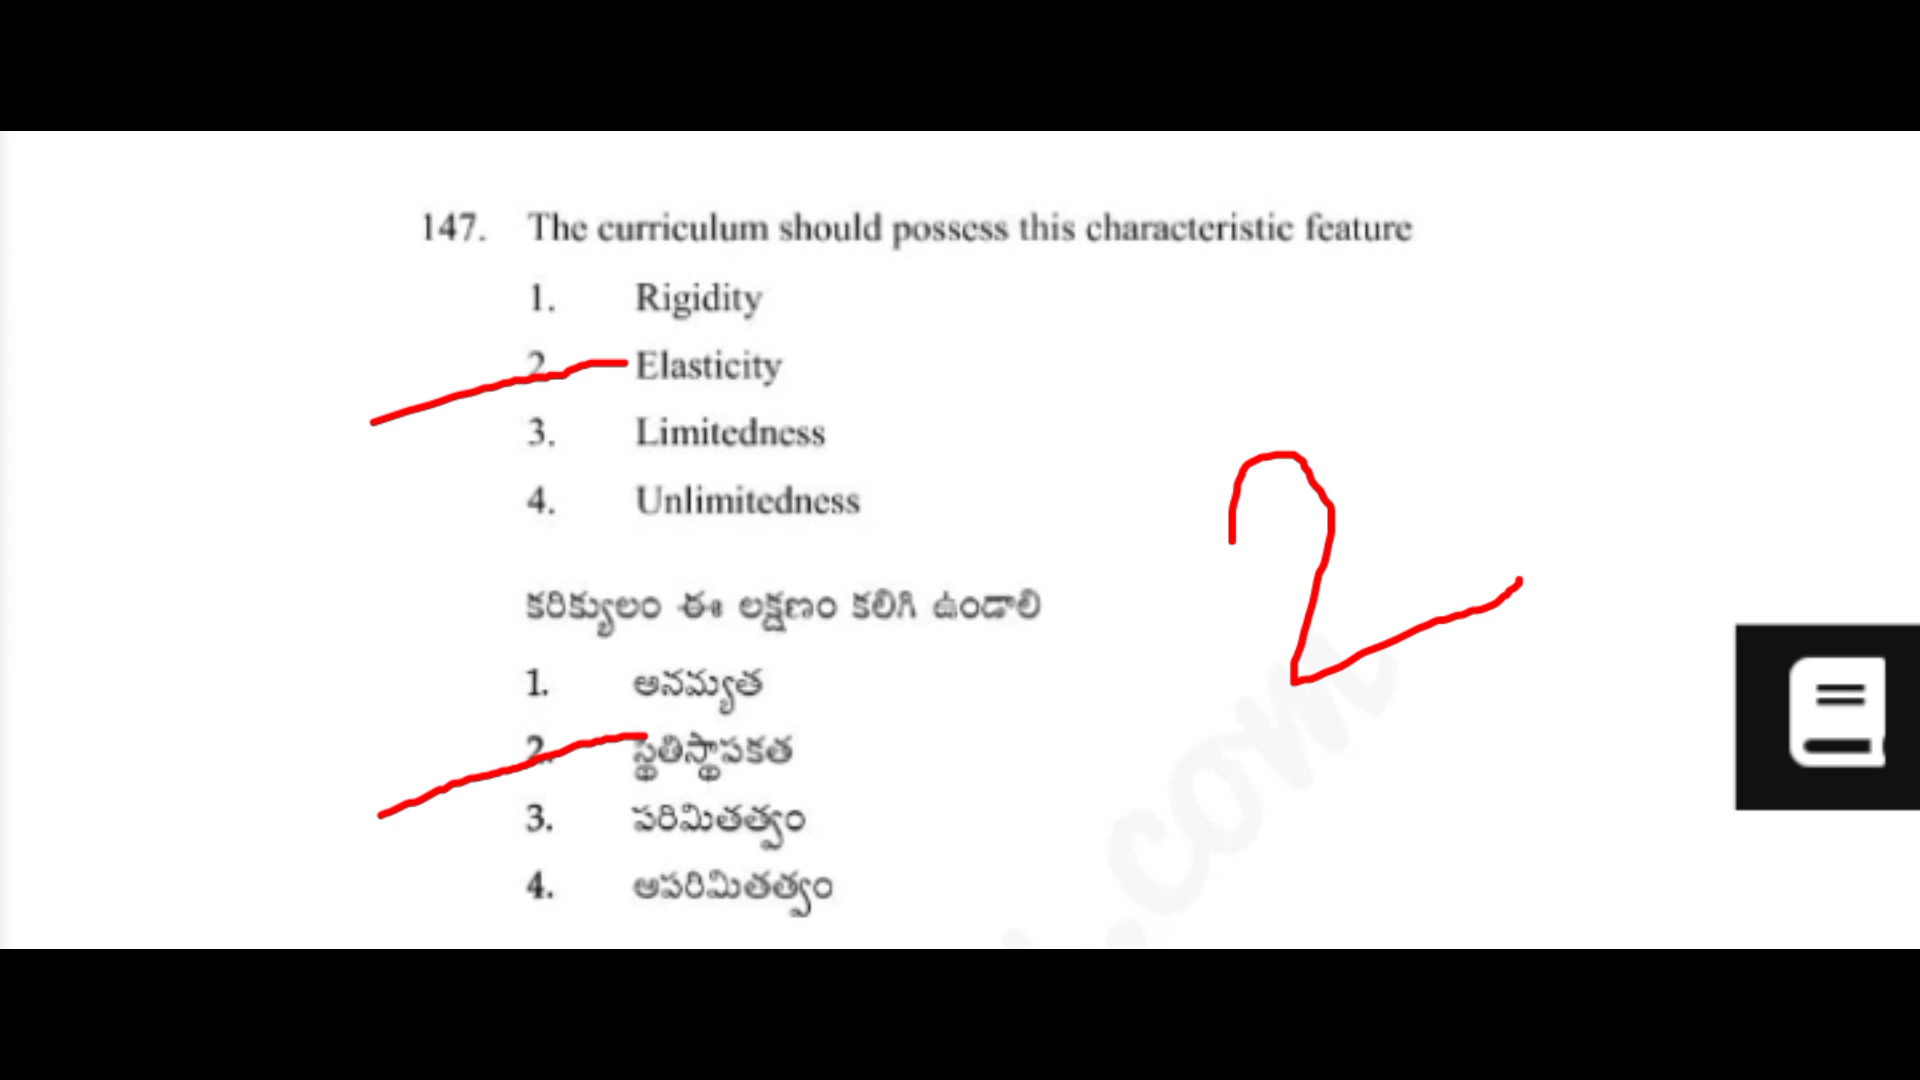 147. The curriculum should possess this characteristic feature
1. Rigidity
2. Elasticity
3. Limitedness
4. Unlimitedness
2
కరిక్యులం ఈ లక్షణం కలిగి ఉండాలి
1. అనమ్యత
2. స్థితిస్థాపకత
3. పరిమితత్వం
4. అపరిమితత్వం
.com